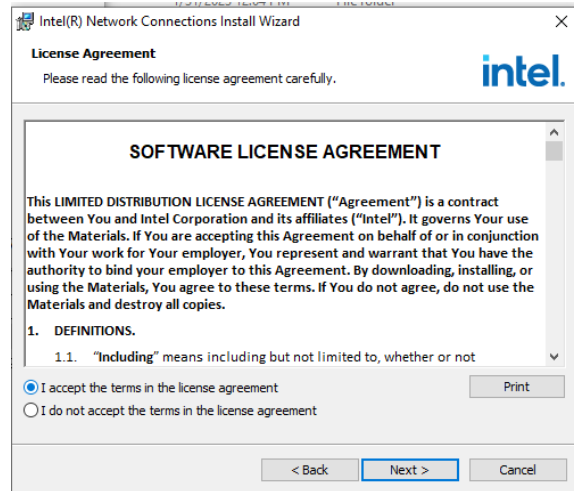 Intel(R) Network Connections Install Wizard
License Agreement
Please read the following license agreement carefully.
intel.
SOFTWARE LICENSE AGREEMENT
This LIMITED DISTRIBUTION LICENSE AGREEMENT (“Agreement”) is a contract
between You and Intel Corporation and its affiliates (“Intel”). It governs Your use
of the Materials. If You are accepting this Agreement on behalf of or in conjunction
with Your work for Your employer, You represent and warrant that You have the
authority to bind your employer to this Agreement. By downloading, installing, or
using the Materials, You agree to these terms. If You do not agree, do not use the
Materials and destroy all copies.
1. DEFINITIONS.
1.1. “Including” means including but not limited to, whether or not
I accept the terms in the license agreement
Print
I do not accept the terms in the license agreement
< Back Next > Cancel